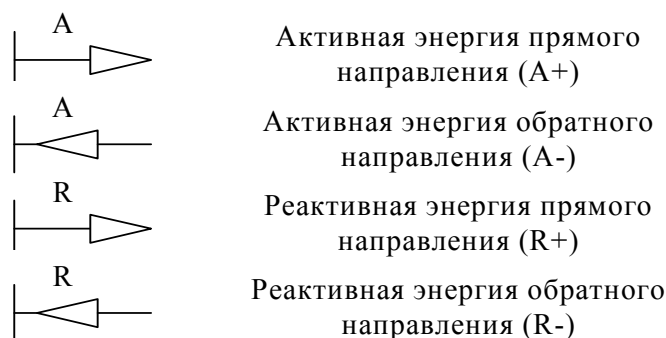 A
Активная энергия прямого
направления (A+)
A
Активная энергия обратного
направления (A-)
R
Реактивная энергия прямого
направления (R+)
R
Реактивная энергия обратного
направления (R-)